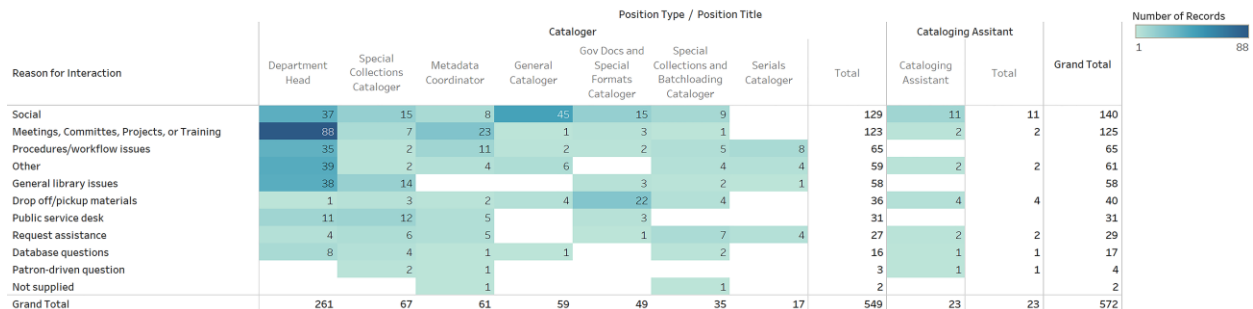 Position Type / Position Title
Number of Records
1 88
Cataloger Cataloging Assitant
Reason for Interaction Department Head Special Collections Cataloger Metadata Coordinator General Cataloger Gov Docs and Special Formats Cataloger Special Collections and Batchloading Cataloger Serials Cataloger Total Cataloging Assistant Total Grand Total
Social 37 15 8 45 15 9 129 11 11 140
Meetings, Committes, Projects, or Training 88 7 23 1 3 1 123 2 2 125
Procedures/workflow issues 35 2 11 2 2 5 8 65 65
Other 39 2 4 6 4 4 59 2 2 61
General library issues 38 14 3 2 1 58 58
Drop off/pickup materials 1 3 2 4 22 4 36 4 4 40
Public service desk 11 12 5 3 31 31
Request assistance 4 6 5 1 7 4 27 2 2 29
Database questions 8 4 1 1 2 16 1 1 17
Patron-driven question 2 1 3 1 1 4
Not supplied 1 1 2 2
Grand Total 261 67 61 59 49 35 17 549 23 23 572